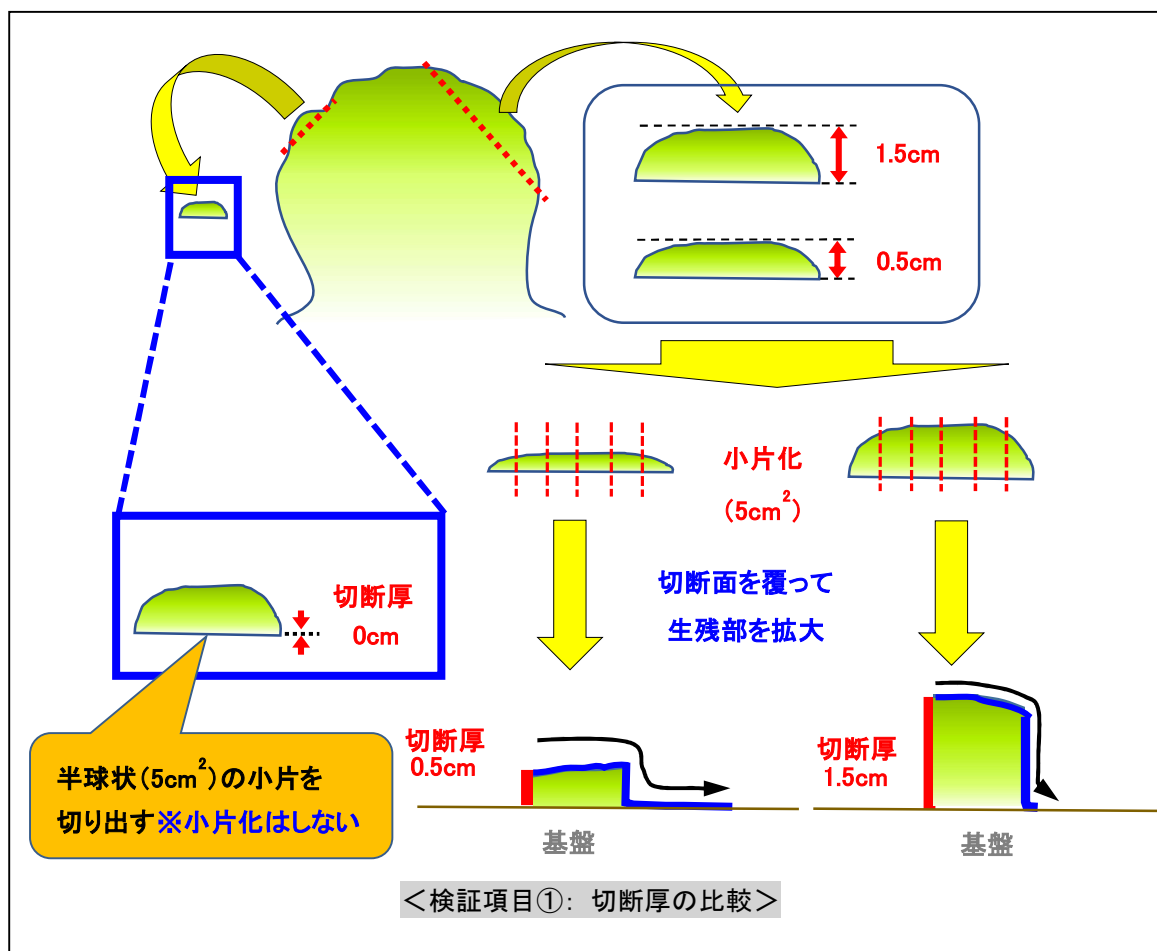 1.5cm
0.5cm
小片化
(5cm²)
切断面を覆って
生残部を拡大
切断厚
0cm
半球状(5cm²)の小片を
切り出す※小片化はしない
切断厚
0.5cm
基盤
切断厚
1.5cm
基盤
＜検証項目①: 切断厚の比較＞